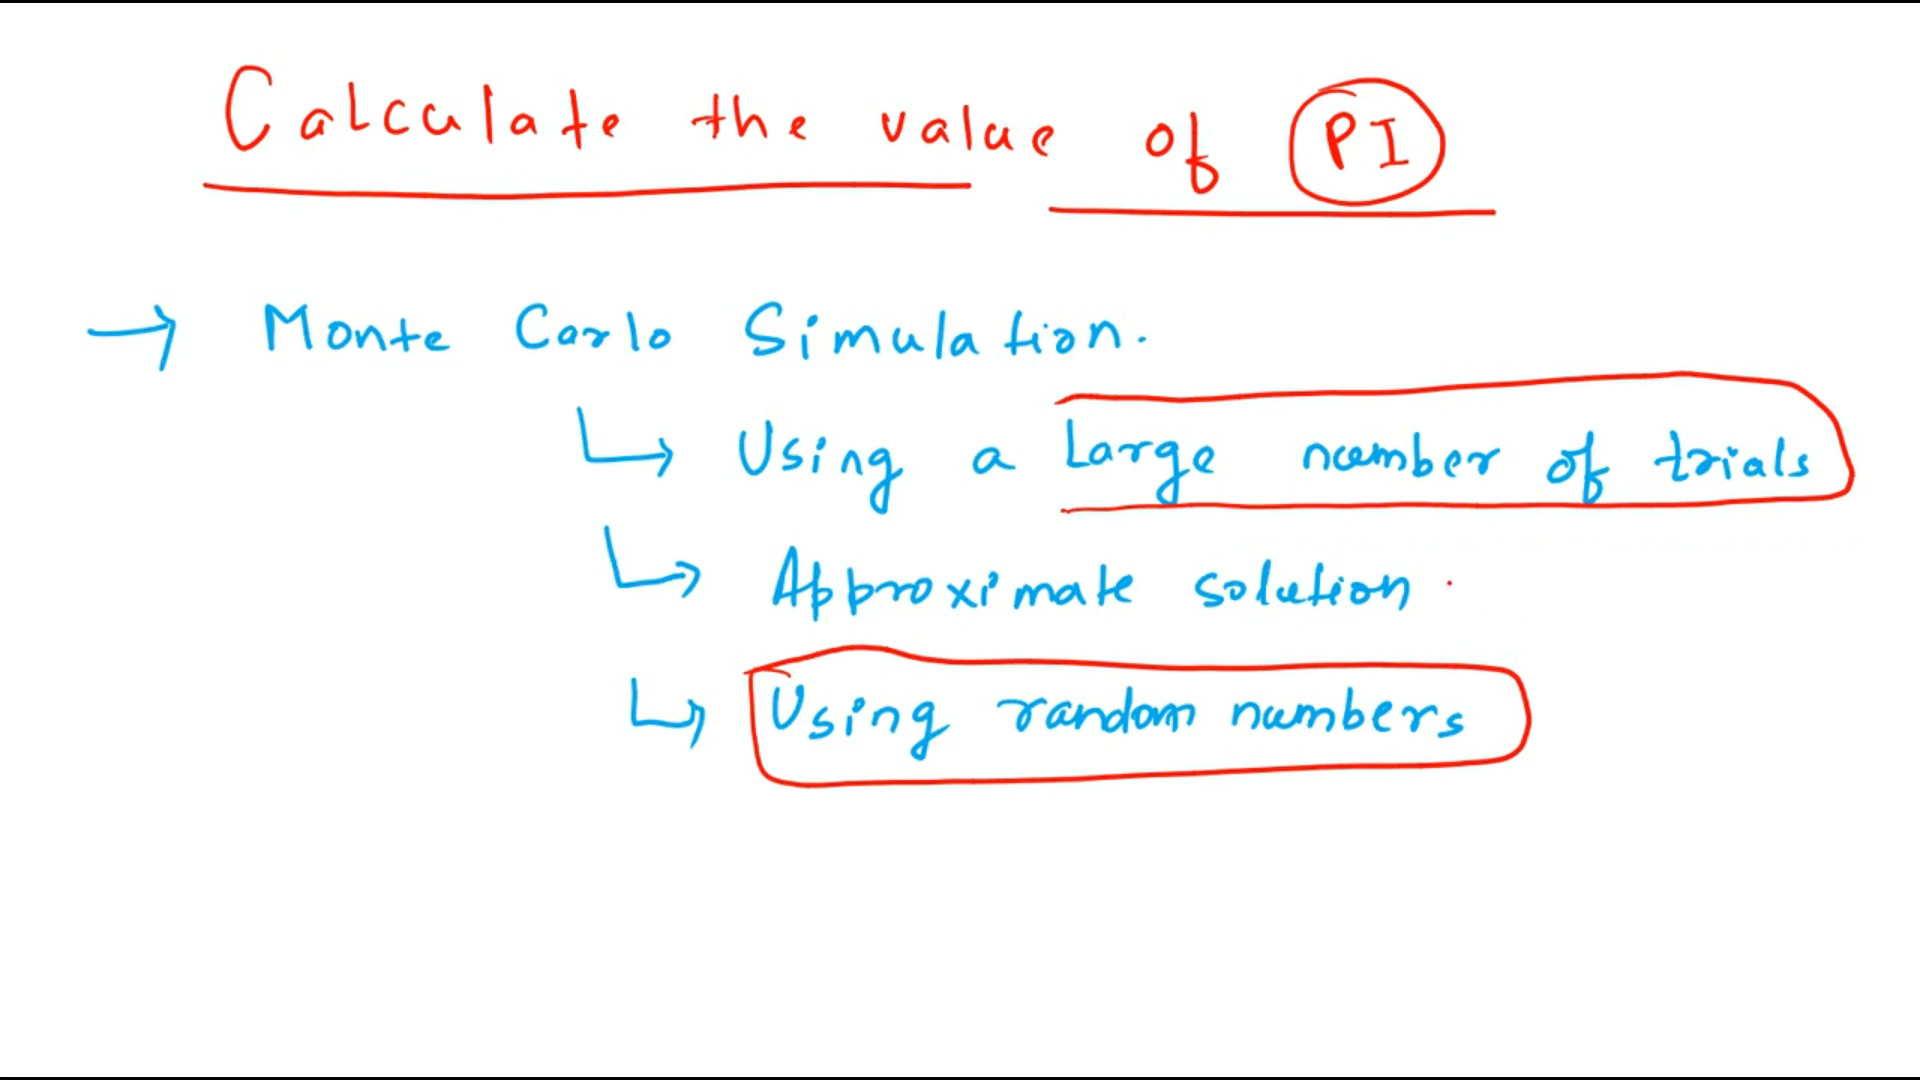 Calculate the value of PI
→ Monte Carlo Simulation.
↳ Using a Large number of trials
↳ Approximate solution
↳ Using random numbers